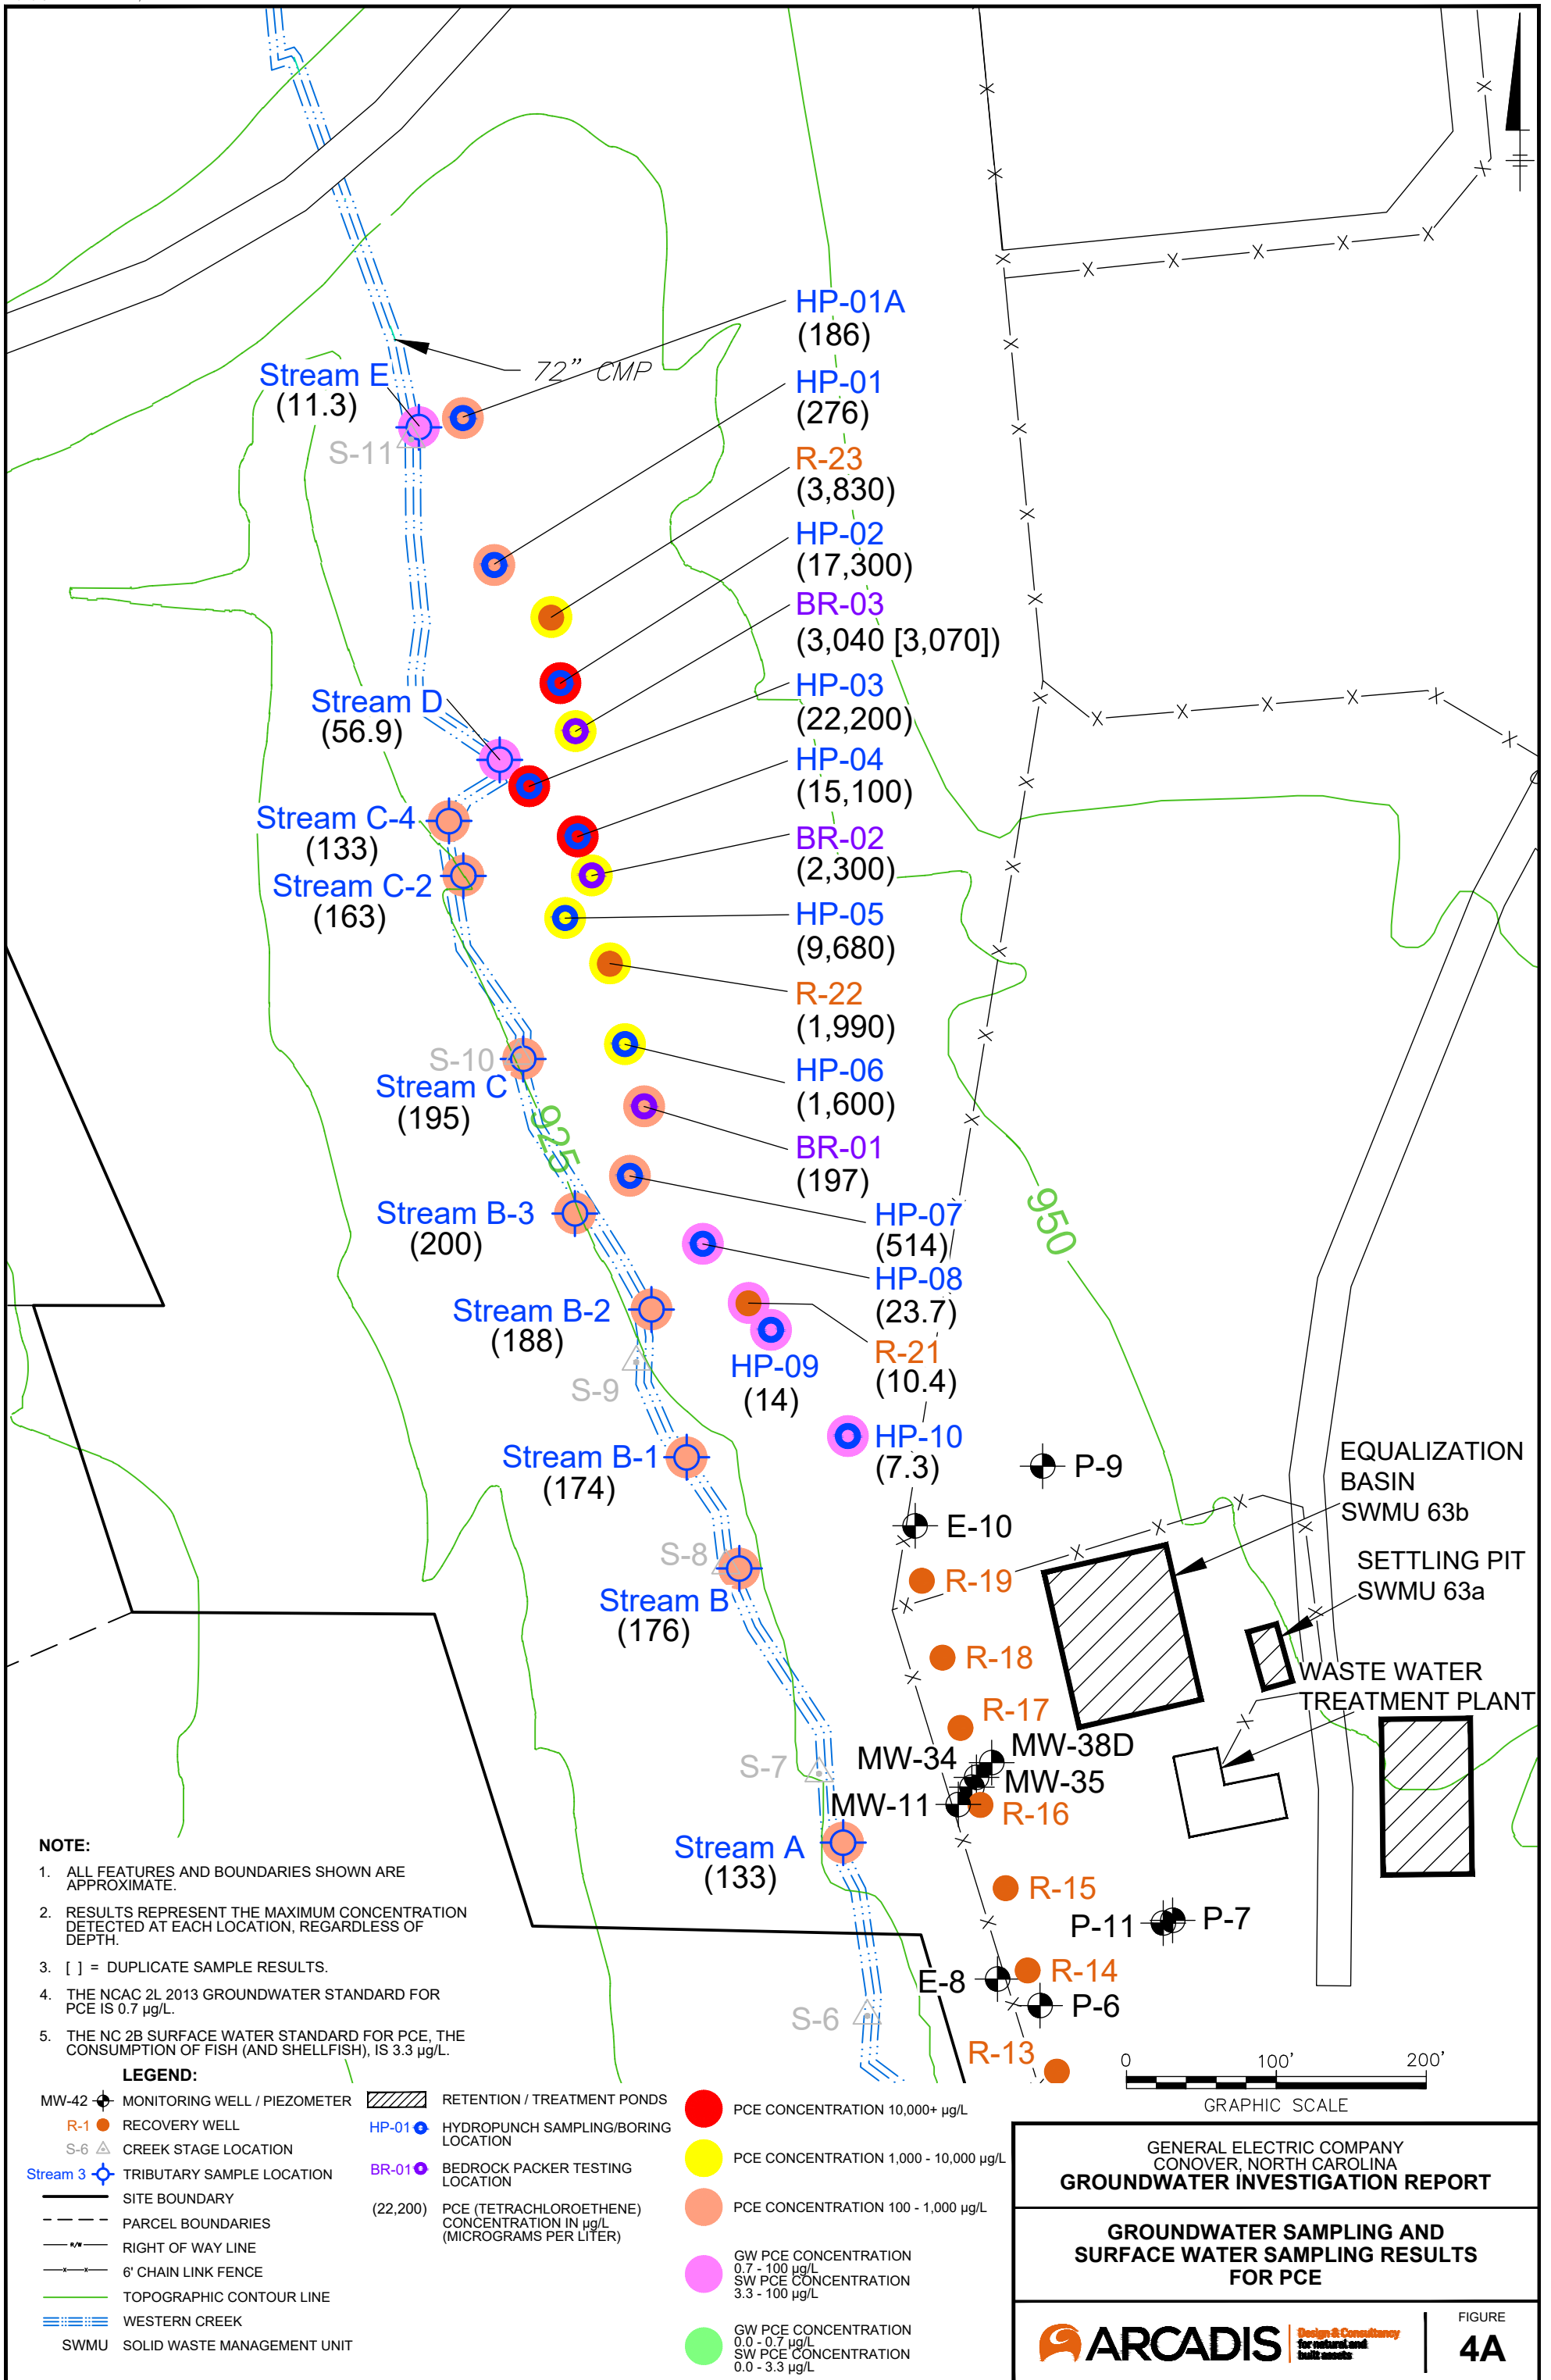 HP-01A
(186)
72" CMP
HP-01
(276)
Stream E
(11.3)
S-11
R-23
(3,830)
HP-02
(17,300)
BR-03
(3,040 [3,070])
HP-03
(22,200)
Stream D
(56.9)
HP-04
(15,100)
Stream C-4
(133)
BR-02
(2,300)
Stream C-2
(163)
HP-05
(9,680)
R-22
(1,990)
S-10
Stream C
(195)
HP-06
(1,600)
925
BR-01
(197)
950
Stream B-3
(200)
HP-07
(514)
HP-08
(23.7)
Stream B-2
(188)
R-21
(10.4)
HP-09
(14)
S-9
HP-10
(7.3)
Stream B-1
(174)
P-9
EQUALIZATION
BASIN
SWMU 63b
E-10
S-8
R-19
SETTLING PIT
SWMU 63a
Stream B
(176)
R-18
WASTE WATER
TREATMENT PLANT
R-17
MW-34
MW-38D
S-7
MW-35
MW-11
R-16
Stream A
(133)
R-15
P-11
P-7
E-8
R-14
S-6
P-6
R-13
NOTE:
1. ALL FEATURES AND BOUNDARIES SHOWN ARE
APPROXIMATE.
2. RESULTS REPRESENT THE MAXIMUM CONCENTRATION
DETECTED AT EACH LOCATION, REGARDLESS OF
DEPTH.
3. [ ] = DUPLICATE SAMPLE RESULTS.
4. THE NCAC 2L 2013 GROUNDWATER STANDARD FOR
PCE IS 0.7 µg/L.
5. THE NC 2B SURFACE WATER STANDARD FOR PCE, THE
CONSUMPTION OF FISH (AND SHELLFISH), IS 3.3 µg/L.
LEGEND:
MW-42 MONITORING WELL / PIEZOMETER
R-1 RECOVERY WELL
S-6 CREEK STAGE LOCATION
Stream 3 TRIBUTARY SAMPLE LOCATION
SITE BOUNDARY
PARCEL BOUNDARIES
R/W RIGHT OF WAY LINE
6' CHAIN LINK FENCE
TOPOGRAPHIC CONTOUR LINE
WESTERN CREEK
SWMU SOLID WASTE MANAGEMENT UNIT
RETENTION / TREATMENT PONDS
HP-01 HYDROPUNCH SAMPLING/BORING
LOCATION
BR-01 BEDROCK PACKER TESTING
LOCATION
(22,200) PCE (TETRACHLOROETHENE)
CONCENTRATION IN µg/L
(MICROGRAMS PER LITER)
PCE CONCENTRATION 10,000+ µg/L
PCE CONCENTRATION 1,000 - 10,000 µg/L
PCE CONCENTRATION 100 - 1,000 µg/L
GW PCE CONCENTRATION
0.7 - 100 µg/L
SW PCE CONCENTRATION
3.3 - 100 µg/L
GW PCE CONCENTRATION
0.0 - 0.7 µg/L
SW PCE CONCENTRATION
0.0 - 3.3 µg/L
0 100' 200'
GRAPHIC SCALE
GENERAL ELECTRIC COMPANY
CONOVER, NORTH CAROLINA
GROUNDWATER INVESTIGATION REPORT
GROUNDWATER SAMPLING AND
SURFACE WATER SAMPLING RESULTS
FOR PCE
ARCADIS
Design & Consultancy
for natural and
built assets
FIGURE
4A